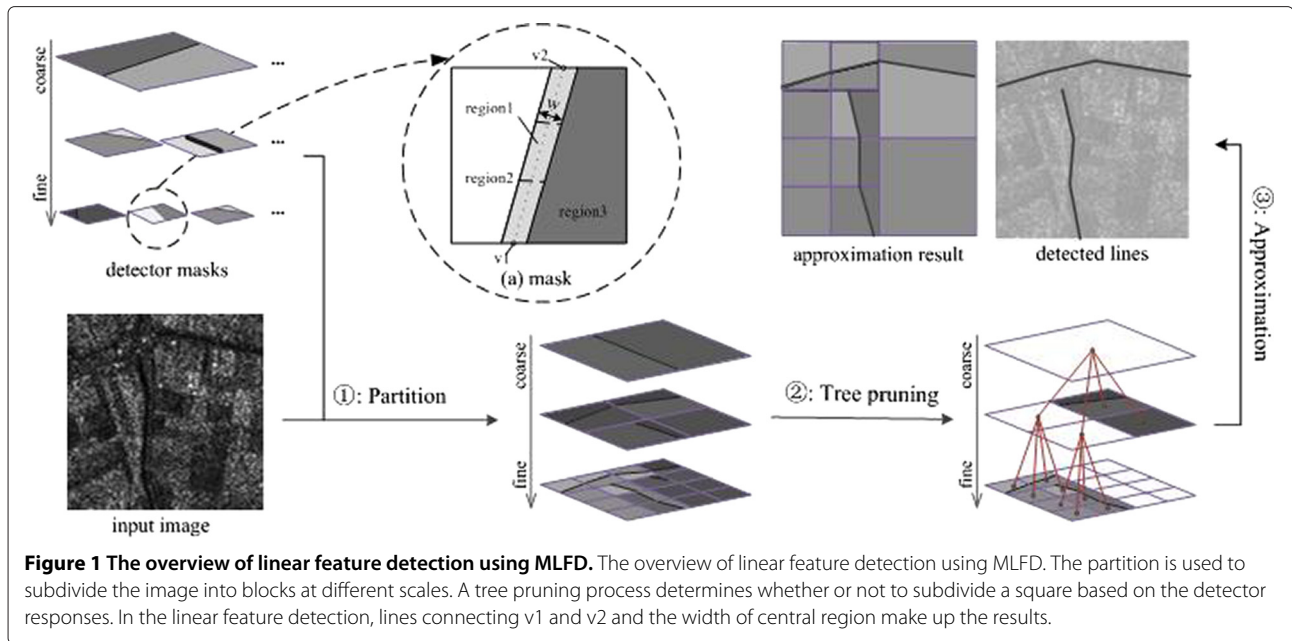 coarse
fine
...
...
...
detector masks
v2
region1
w
region2
region3
v1
(a) mask
approximation result
detected lines
③: Approximation
input image
①: Partition
coarse
fine
②: Tree pruning
coarse
fine
Figure 1 The overview of linear feature detection using MLFD. The overview of linear feature detection using MLFD. The partition is used to
subdivide the image into blocks at different scales. A tree pruning process determines whether or not to subdivide a square based on the detector
responses. In the linear feature detection, lines connecting v1 and v2 and the width of central region make up the results.